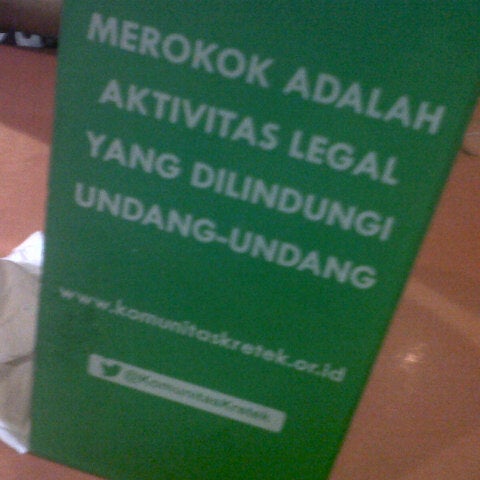 MEROKOK ADALAH
AKTIVITAS LEGAL
YANG DILINDUNGI
UNDANG-UNDANG
www.komunitaskretek.or.id
@KomunitasKretek